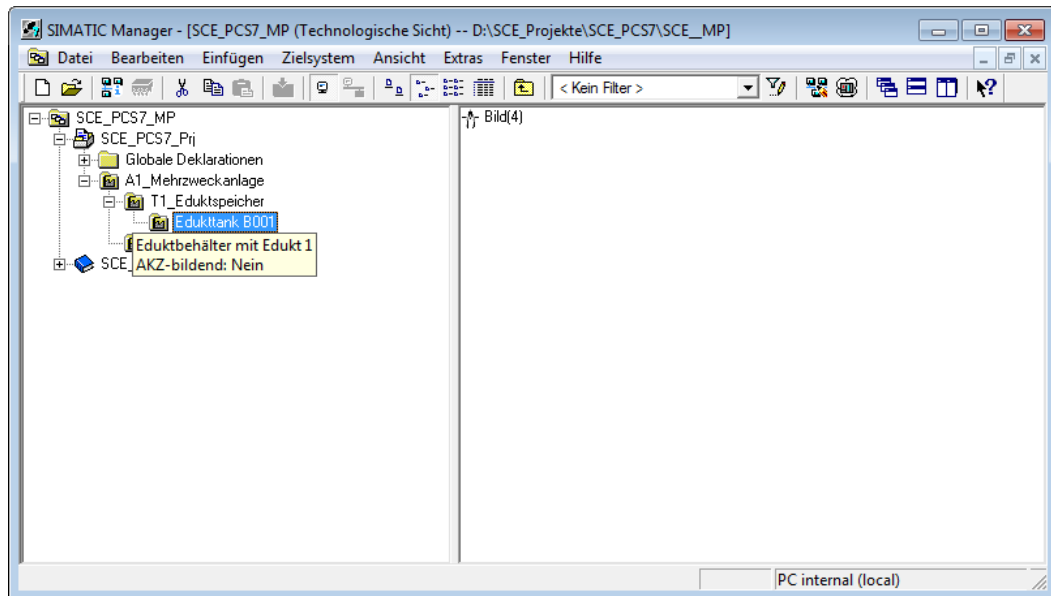 SIMATIC Manager - [SCE_PCS7_MP (Technologische Sicht) -- D:\SCE_Projekte\SCE_PCS7\SCE__MP]
Datei Bearbeiten Einfügen Zielsystem Ansicht Extras Fenster Hilfe
< Kein Filter >
SCE_PCS7_MP
SCE_PCS7_Prj
Globale Deklarationen
A1_Mehrzweckanlage
T1_Eduktspeicher
Edukttank B001
Eduktbehälter mit Edukt 1
SCE_
AKZ-bildend: Nein
Bild(4)
PC internal (local)